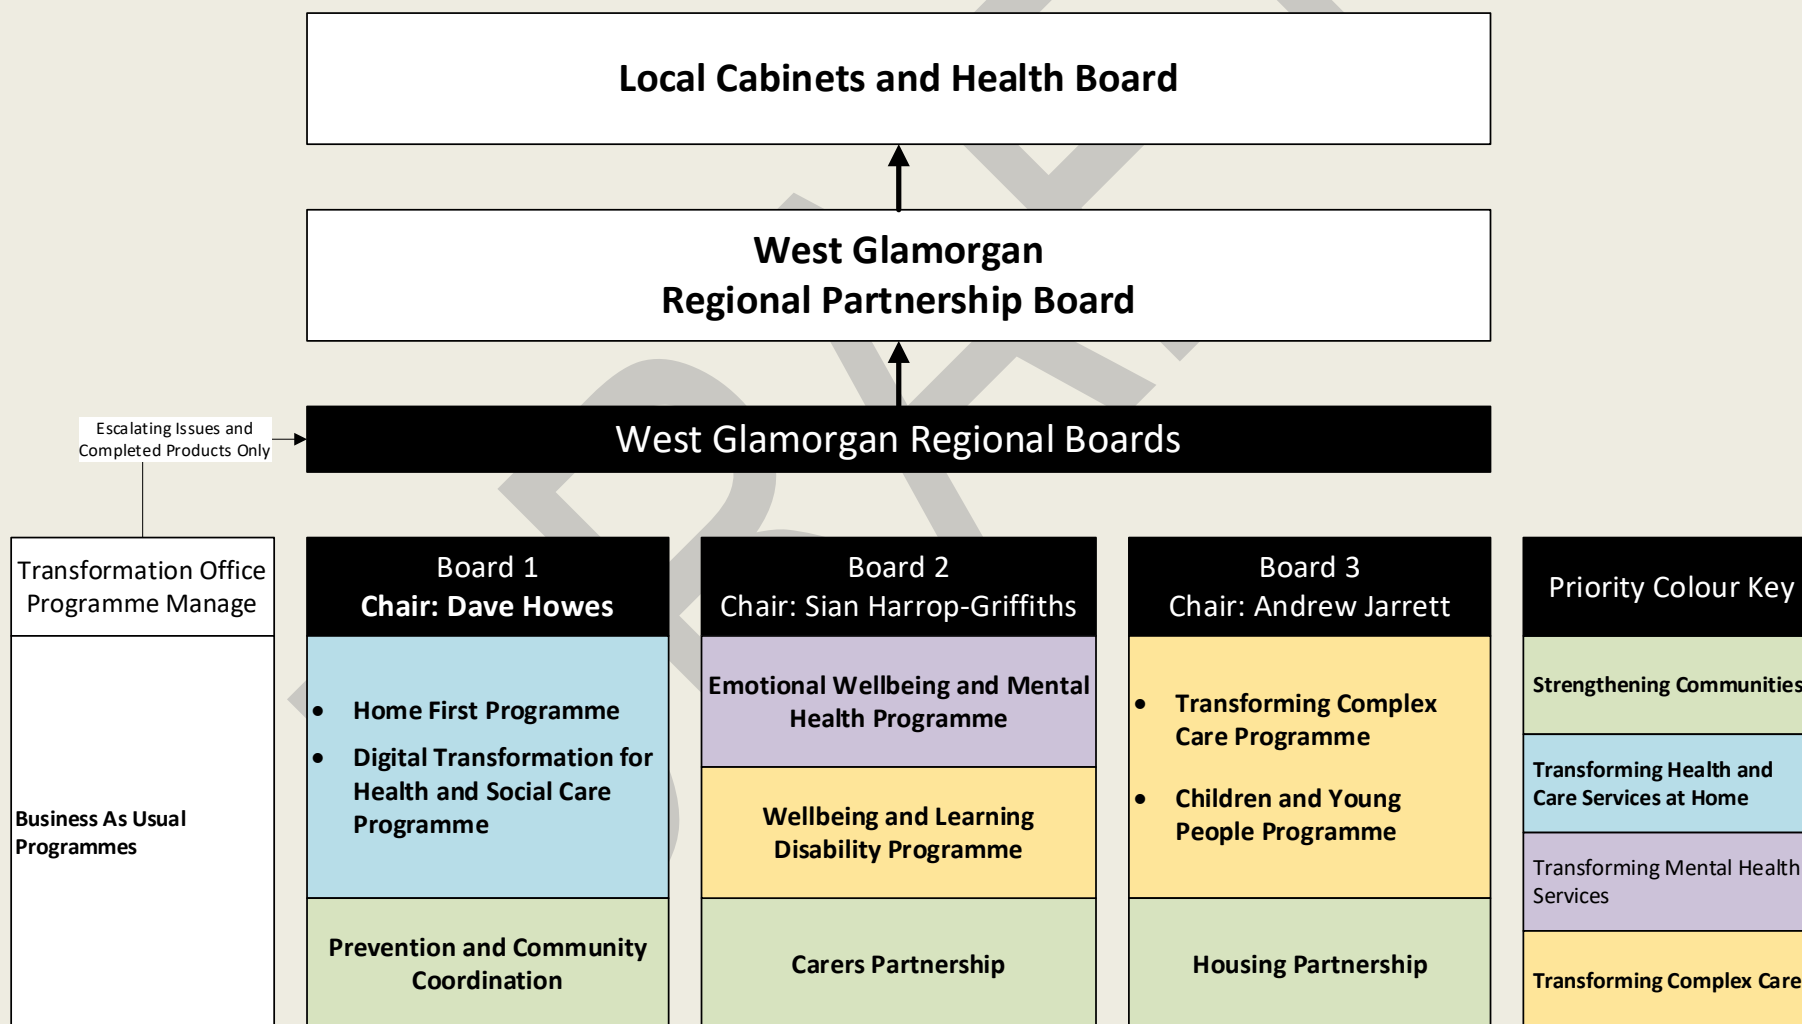 Local Cabinets and Health Board
West Glamorgan
Regional Partnership Board
Escalating Issues and
Completed Products Only
West Glamorgan Regional Boards
Transformation Office
Programme Manage
Business As Usual
Programmes
Board 1
Chair: Dave Howes
• Home First Programme
• Digital Transformation for
Health and Social Care
Programme
Prevention and Community
Coordination
Board 2
Chair: Sian Harrop-Griffiths
Emotional Wellbeing and Mental
Health Programme
Wellbeing and Learning
Disability Programme
Carers Partnership
Board 3
Chair: Andrew Jarrett
• Transforming Complex
Care Programme
• Children and Young
People Programme
Housing Partnership
Priority Colour Key
Strengthening Communities
Transforming Health and
Care Services at Home
Transforming Mental Health
Services
Transforming Complex Care